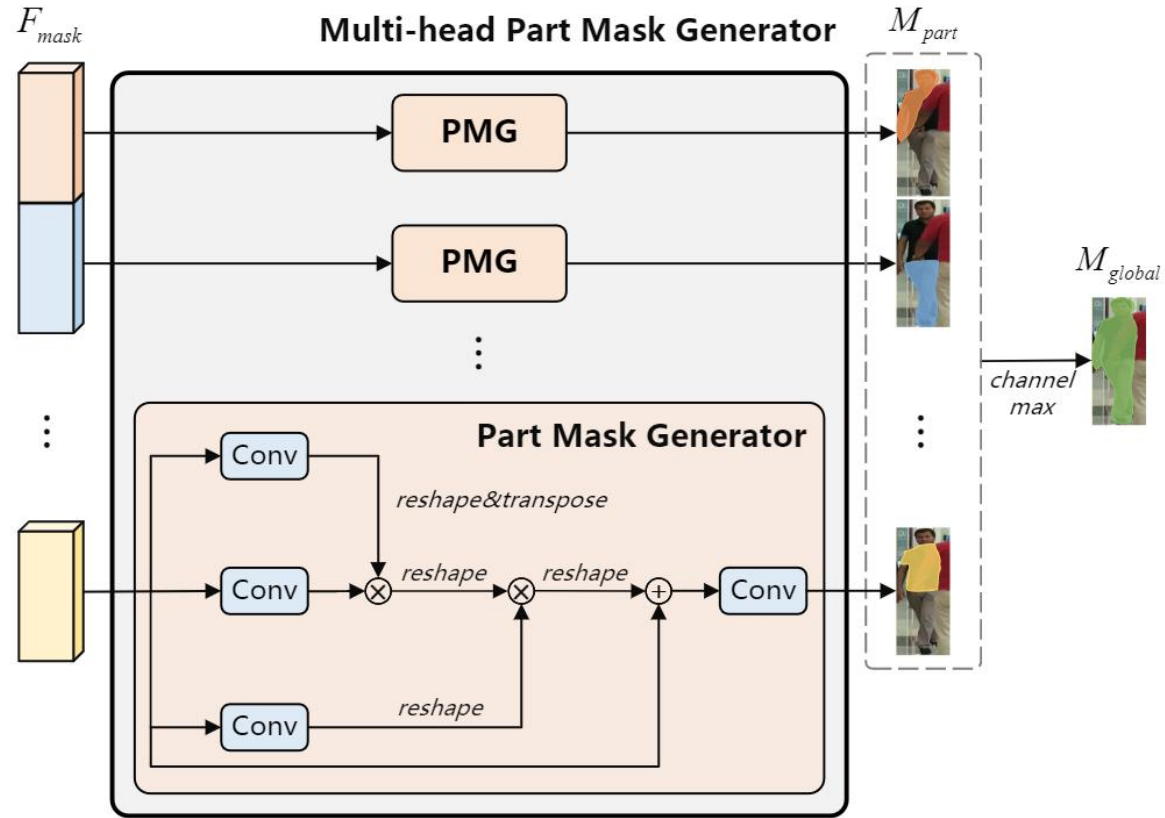 F_mask
Multi-head Part Mask Generator
M_part
PMG
PMG
M_global
channel
max
Part Mask Generator
Conv
reshape&transpose
Conv
reshape
reshape
Conv
Conv
reshape